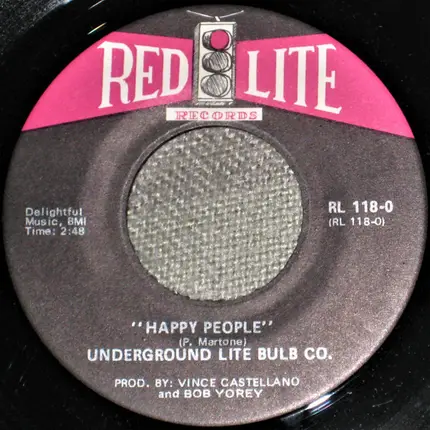 RED LITE
RECORDS
Delightful
Music, BMI
Time: 2:48
RL 118-0
(RL 118-0)
"HAPPY PEOPLE"
(P. Martone)
UNDERGROUND LITE BULB CO.
PROD. BY: VINCE CASTELLANO
and BOB YOREY